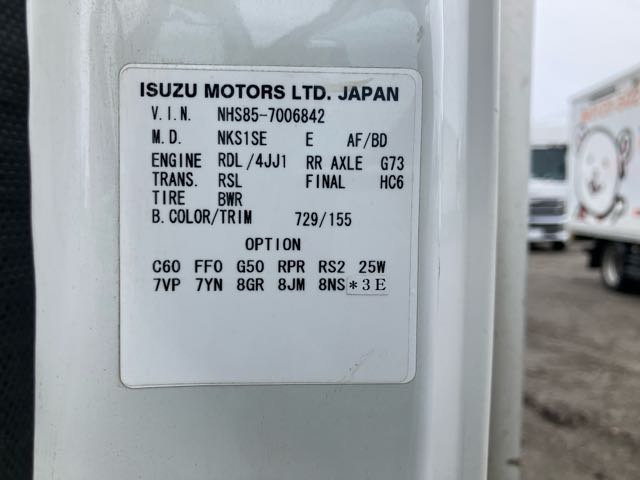 ISUZU MOTORS LTD. JAPAN
V.I.N. NHS85-7006842
M.D. NKS1SE E AF/BD
ENGINE RDL/4JJ1 RR AXLE G73
TRANS. RSL FINAL HC6
TIRE BWR
B.COLOR/TRIM 729/155
OPTION
C60 FF0 G50 RPR RS2 25W
7VP 7YN 8GR 8JM 8NS *3E